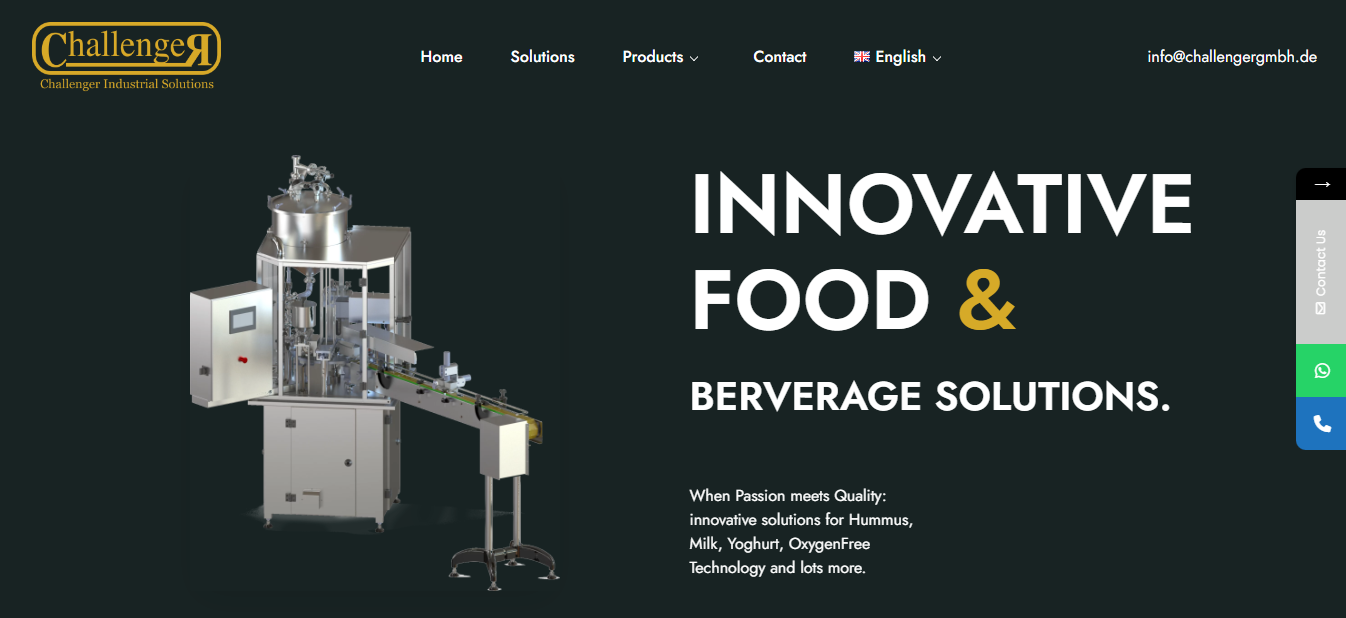 ChallengeR
Challenger Industrial Solutions
Home
Solutions
Products
Contact
English
info@challengergmbh.de
INNOVATIVE
FOOD &
BERVERAGE SOLUTIONS.
When Passion meets Quality:
innovative solutions for Hummus,
Milk, Yoghurt, OxygenFree
Technology and lots more.
→
Contact Us